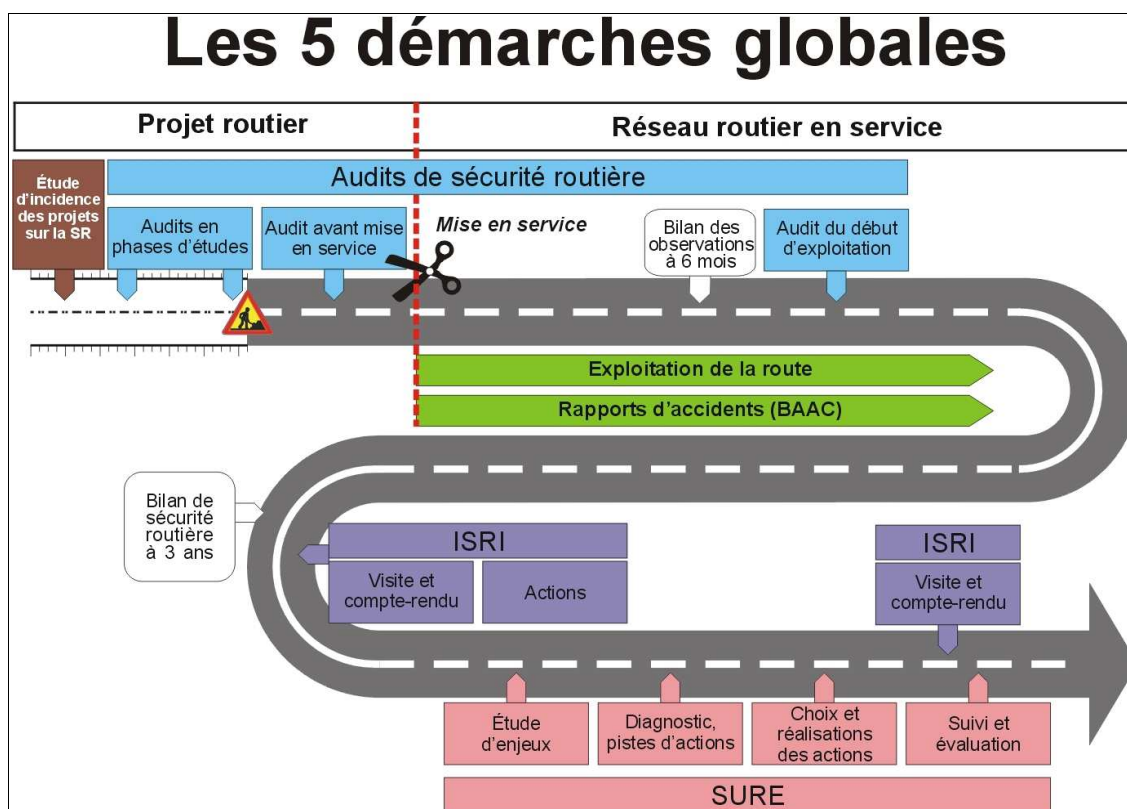 Les 5 démarches globales
Projet routier
Réseau routier en service
Étude
d'incidence
des projets
sur la SR
Audits de sécurité routière
Audits en
phases d'études
Audit avant mise
en service
Mise en service
Bilan des
observations
à 6 mois
Audit du début
d'exploitation
Exploitation de la route
Rapports d'accidents (BAAC)
Bilan de
sécurité
routière
à 3 ans
ISRI
Visite et
compte-rendu
Actions
ISRI
Visite et
compte-rendu
Étude
d'enjeux
Diagnostic,
pistes d'actions
Choix et
réalisations
des actions
Suivi et
évaluation
SURE